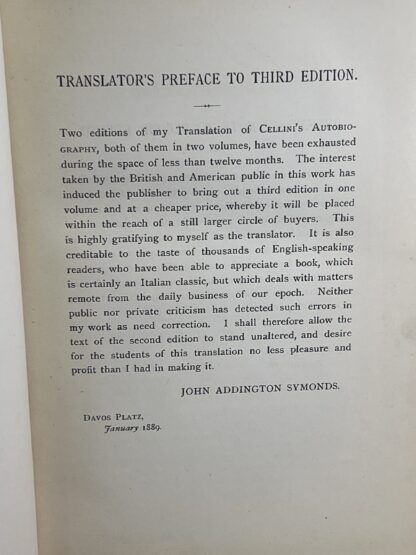 TRANSLATOR'S PREFACE TO THIRD EDITION.
Two editions of my Translation of Cellini's Autobio-
graphy, both of them in two volumes, have been exhausted
during the space of less than twelve months. The interest
taken by the British and American public in this work has
induced the publisher to bring out a third edition in one
volume and at a cheaper price, whereby it will be placed
within the reach of a still larger circle of buyers. This
is highly gratifying to myself as the translator. It is also
creditable to the taste of thousands of English-speaking
readers, who have been able to appreciate a book, which
is certainly an Italian classic, but which deals with matters
remote from the daily business of our epoch. Neither
public nor private criticism has detected such errors in
my work as need correction. I shall therefore allow the
text of the second edition to stand unaltered, and desire
for the students of this translation no less pleasure and
profit than I had in making it.
JOHN ADDINGTON SYMONDS.
Davos Platz,
January 1889.